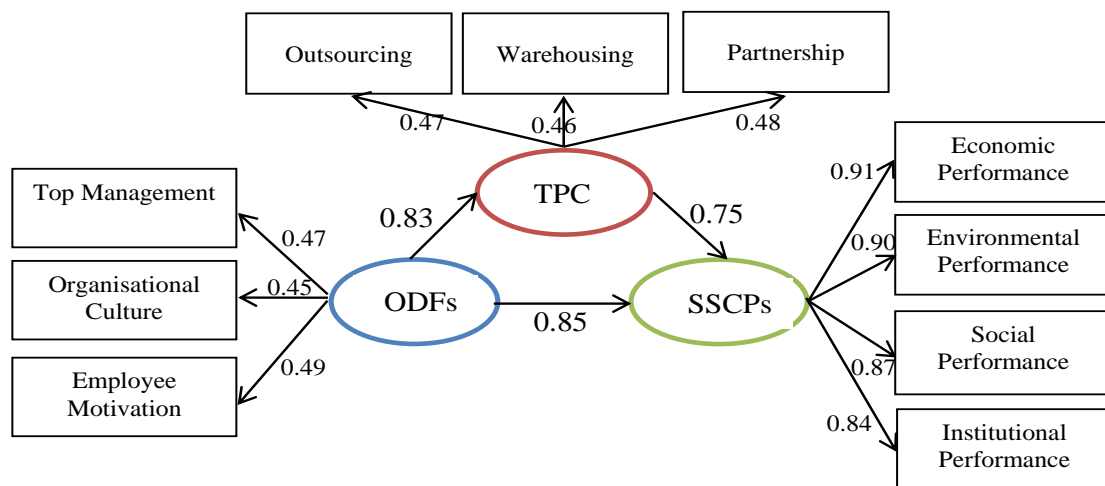 Outsourcing
Warehousing
Partnership
0.47
0.46
0.48
Economic
Performance
0.91
Top Management
TPC
0.83
0.75
0.47
Environmental
Performance
0.90
Organisational
Culture
0.45
ODFs
0.85
SSCPs
Social
Performance
0.87
Employee
Motivation
0.49
0.84
Institutional
Performance